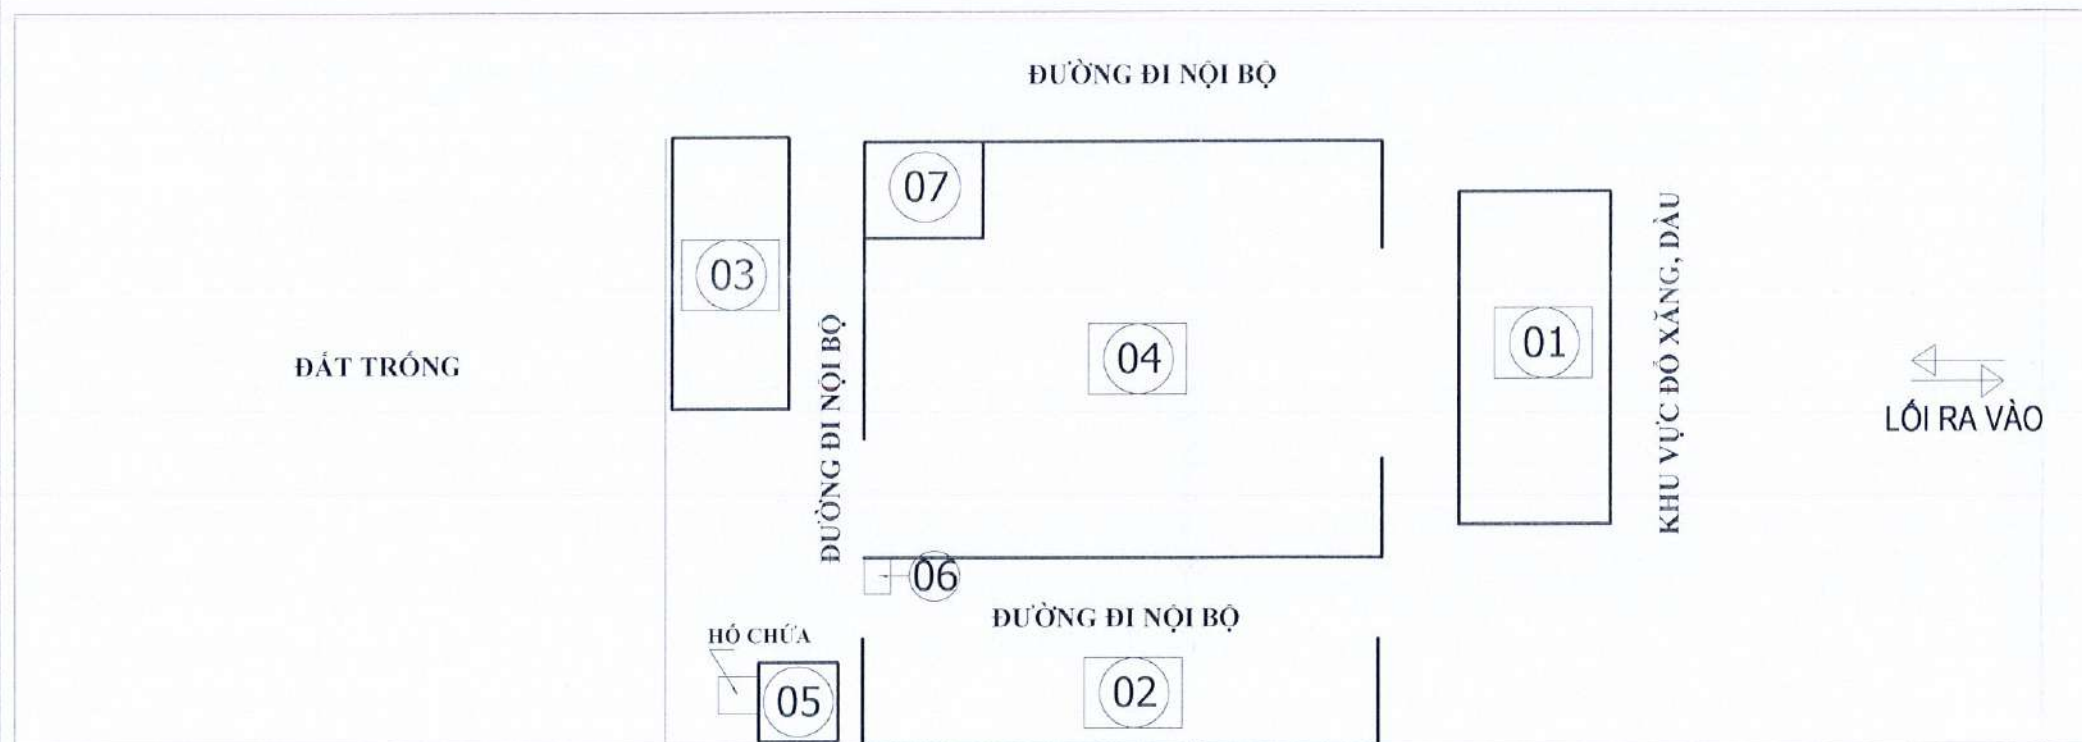 ĐƯỜNG ĐI NỘI BỘ
07
03
04
01
ĐẤT TRỐNG
ĐƯỜNG ĐI NỘI BỘ
KHU VỰC ĐỔ XĂNG, DẦU
LỐI RA VÀO
06
ĐƯỜNG ĐI NỘI BỘ
HỐ CHỨA
05
02